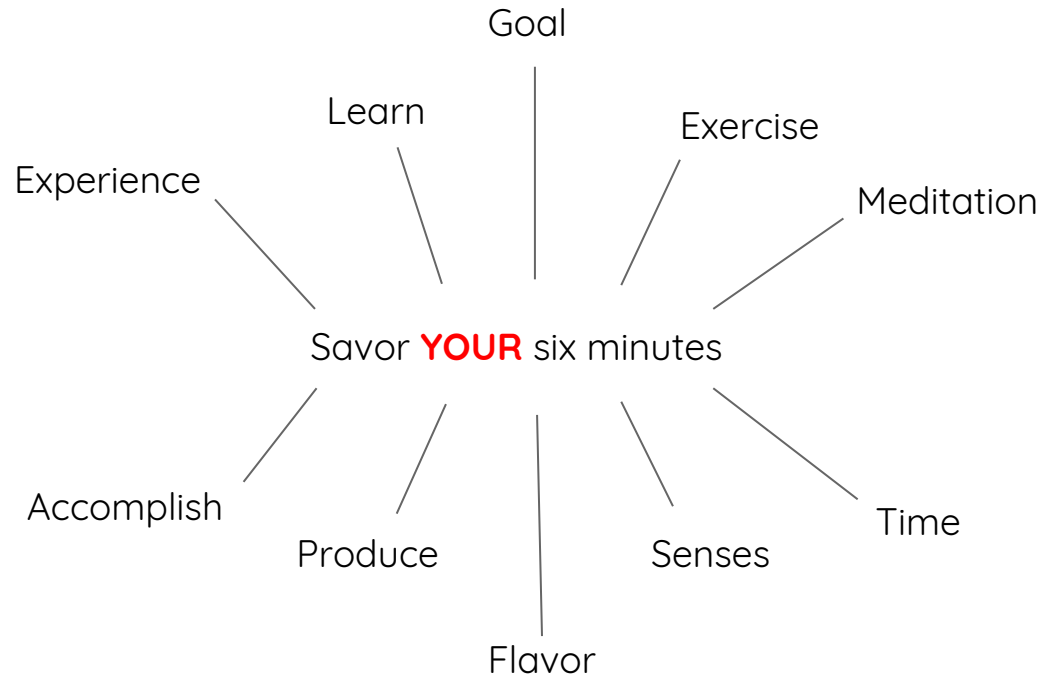 Goal
Learn
Exercise
Experience
Meditation
Savor YOUR six minutes
Accomplish
Time
Produce
Senses
Flavor